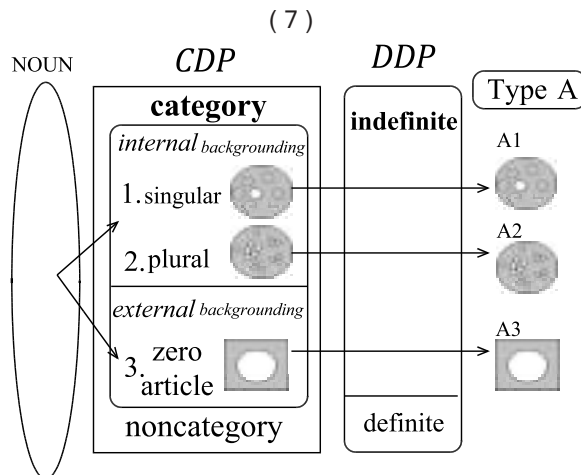 (7)
NOUN
CDP
DDP
Type A
category
indefinite
internal backgrounding
1. singular
2. plural
external backgrounding
3. zero
article
noncategory
definite
A1
A2
A3